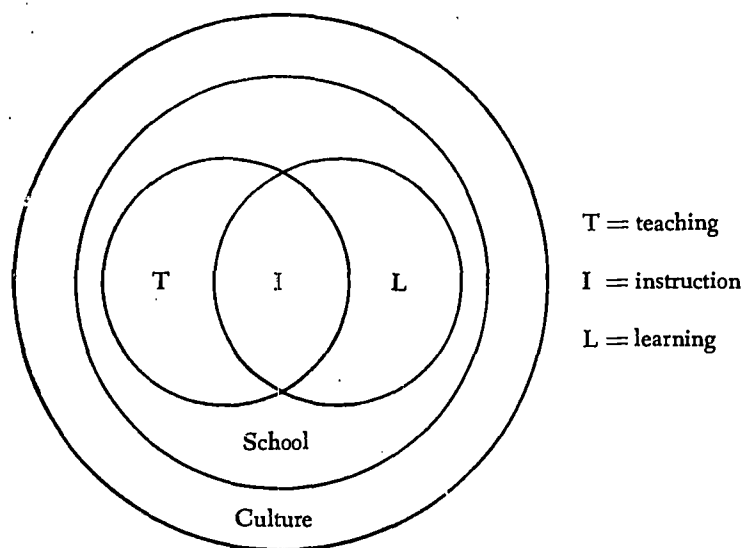 T = teaching
T I L
I = instruction
L = learning
School
Culture